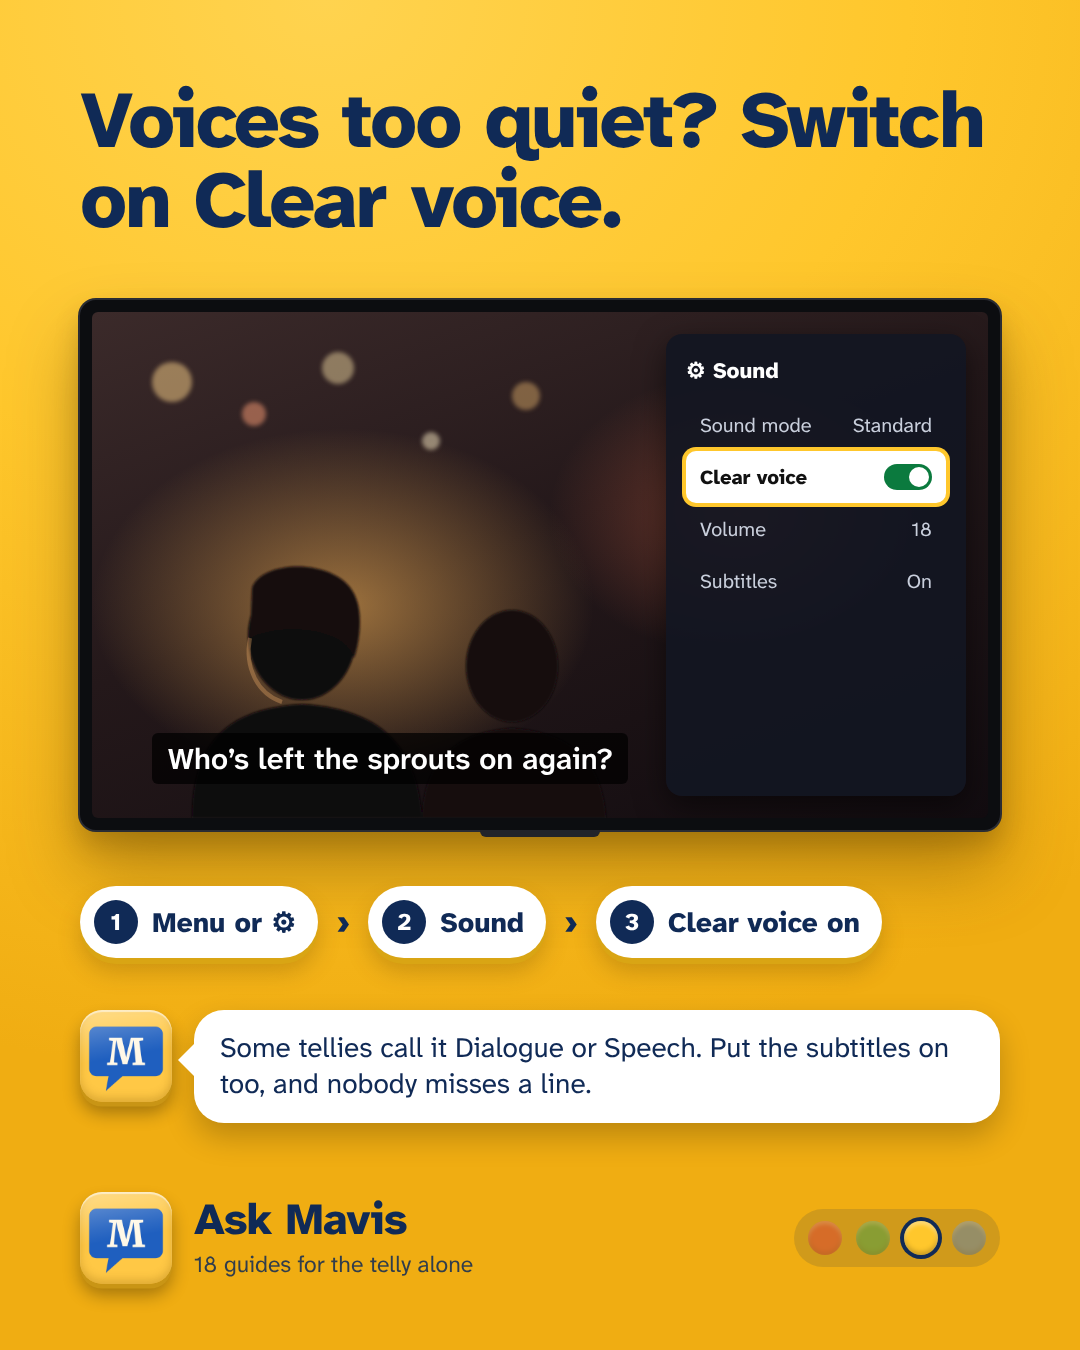 Voices too quiet? Switch
on Clear voice.
⚙ Sound
Sound mode Standard
Clear voice
Volume 18
Subtitles On
Who’s left the sprouts on again?
1 Menu or ⚙ › 2 Sound › 3 Clear voice on
M
Some tellies call it Dialogue or Speech. Put the subtitles on
too, and nobody misses a line.
M
Ask Mavis
18 guides for the telly alone